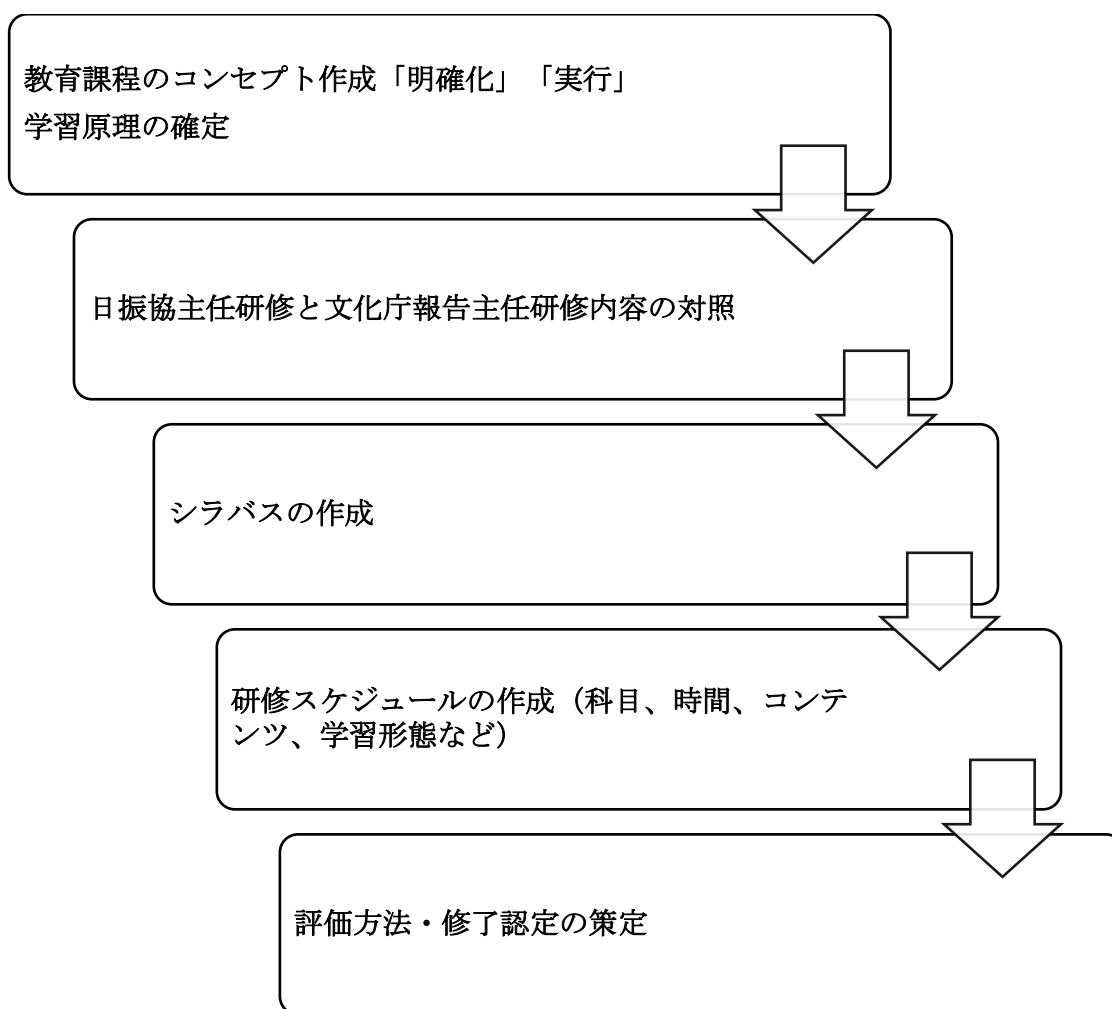 教育課程のコンセプト作成「明確化」「実行」
学習原理の確定
日振協主任研修と文化庁報告主任研修内容の対照
シラバスの作成
研修スケジュールの作成（科目、時間、コンテ
ンツ、学習形態など）
評価方法・修了認定の策定